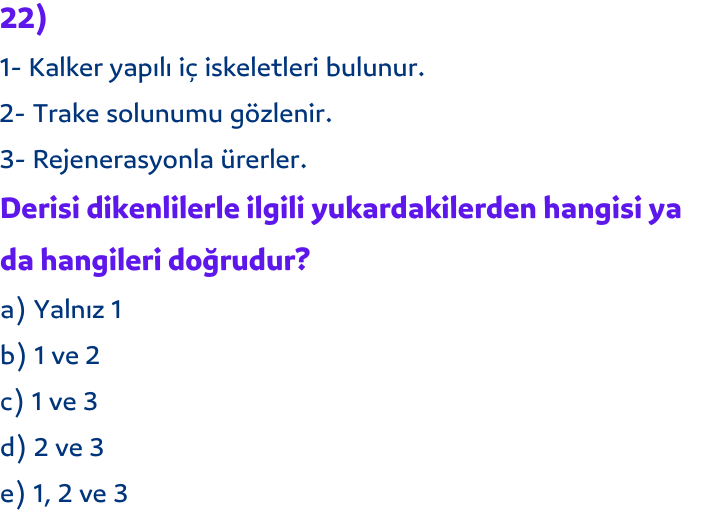 22)
1- Kalker yapılı iç iskeletleri bulunur.
2- Trake solunumu gözlenir.
3- Rejenerasyonla ürerler.
Derisi dikenlilerle ilgili yukardakilerden hangisi ya
da hangileri doğrudur?
a) Yalnız 1
b) 1 ve 2
c) 1 ve 3
d) 2 ve 3
e) 1, 2 ve 3